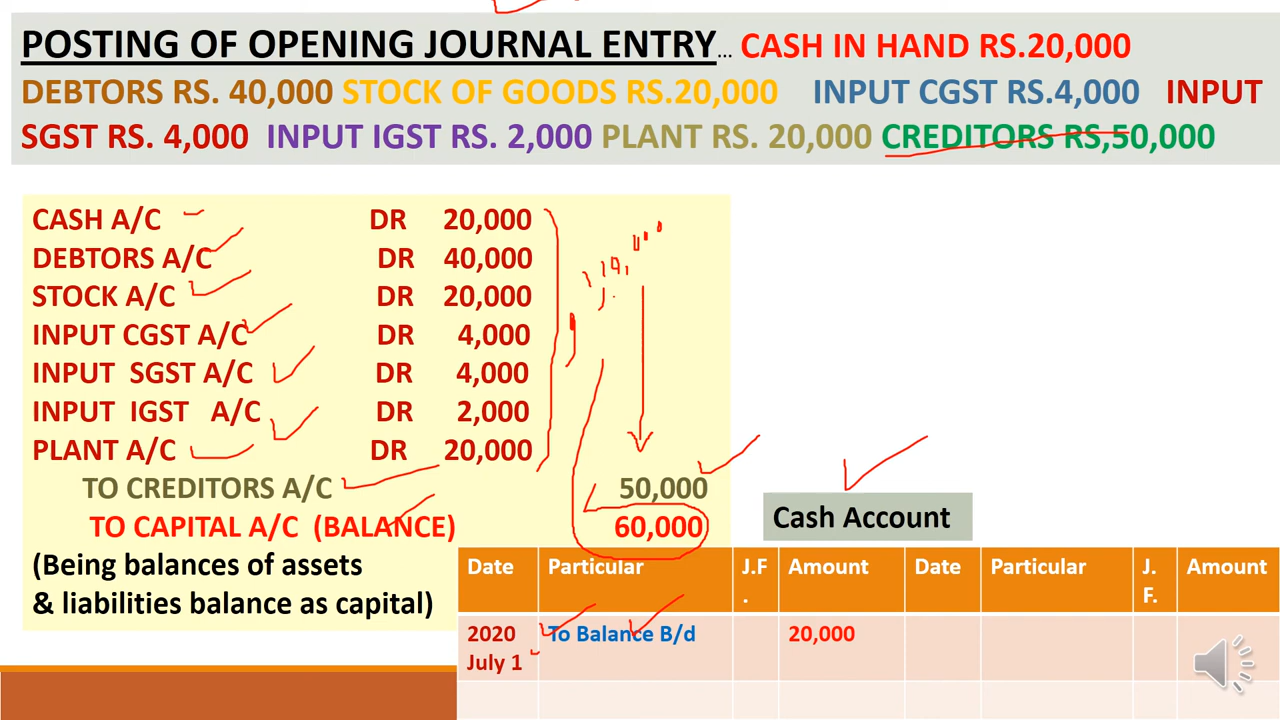 POSTING OF OPENING JOURNAL ENTRY... CASH IN HAND RS.20,000
DEBTORS RS. 40,000 STOCK OF GOODS RS.20,000 INPUT CGST RS.4,000 INPUT
SGST RS. 4,000 INPUT IGST RS. 2,000 PLANT RS. 20,000 CREDITORS RS,50,000
CASH A/C DR 20,000
DEBTORS A/C DR 40,000
STOCK A/C DR 20,000
INPUT CGST A/C DR 4,000
INPUT SGST A/C DR 4,000
INPUT IGST A/C DR 2,000
PLANT A/C DR 20,000
TO CREDITORS A/C 50,000
TO CAPITAL A/C (BALANCE) 60,000
(Being balances of assets
& liabilities balance as capital)
Cash Account
Date Particular J.F. Amount Date Particular J.F. Amount
2020 To Balance B/d 20,000
July 1